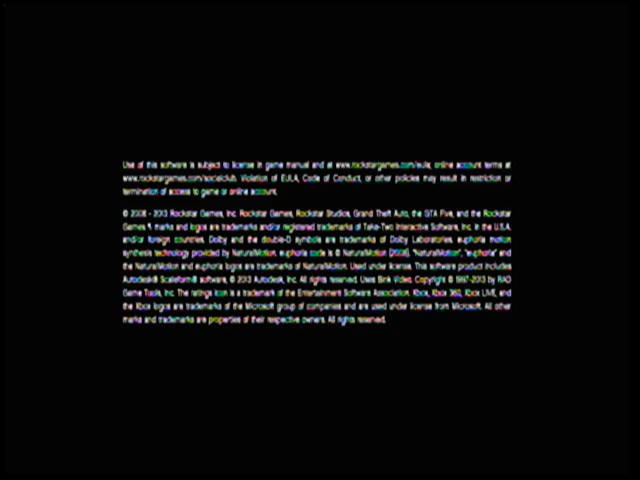 Use of this software is subject to license in game manual and at www.rockstargames.com/eula; online account terms at
www.rockstargames.com/socialclub. Violation of EULA, Code of Conduct, or other policies may result in restriction or
termination of access to game or online account.
© 2008 - 2013 Rockstar Games, Inc. Rockstar Games, Rockstar Studios, Grand Theft Auto, the GTA Five, and the Rockstar
Games marks and logos are trademarks and/or registered trademarks of Take-Two Interactive Software, Inc. in the U.S.A.
and/or foreign countries. Dolby and the double-D symbols are trademarks of Dolby Laboratories. euphoria motion
synthesis technology provided by NaturalMotion. euphoria code is © NaturalMotion [2008]. "NaturalMotion", "euphoria" and
the NaturalMotion and euphoria logos are trademarks of NaturalMotion. Used under license. This software product includes
Autodesk® Scaleform® software, © 2013 Autodesk, Inc. All rights reserved. Uses Bink Video. Copyright © 1997-2013 by RAD
Game Tools, Inc. The ratings icon is a trademark of the Entertainment Software Association. Xbox, Xbox 360, Xbox LIVE, and
the Xbox logos are trademarks of the Microsoft group of companies and are used under license from Microsoft. All other
marks and trademarks are properties of their respective owners. All rights reserved.